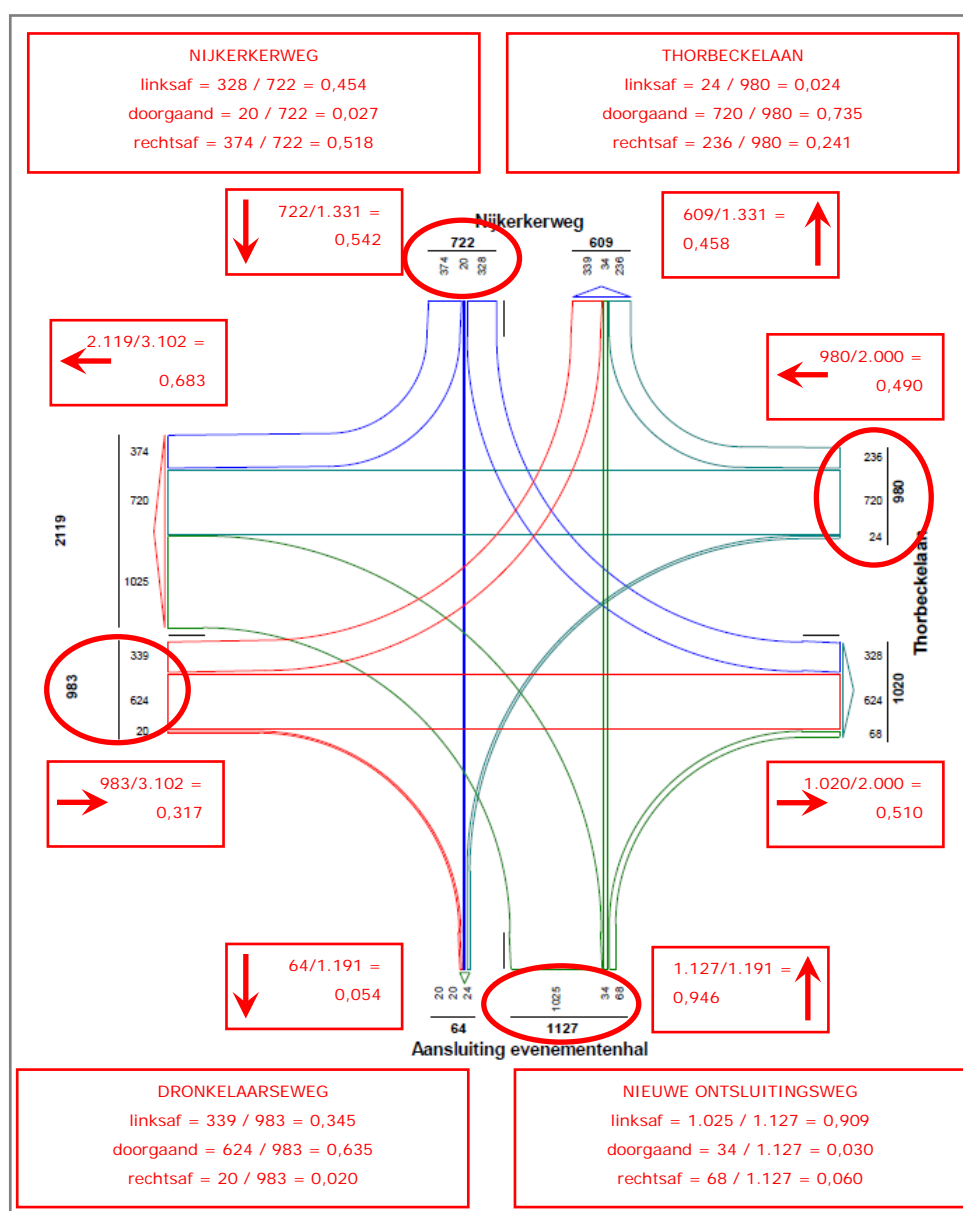 NIJKERKERWEG
linksaf = 328 / 722 = 0,454
doorgaand = 20 / 722 = 0,027
rechtsaf = 374 / 722 = 0,518
THORBECKELAAN
linksaf = 24 / 980 = 0,024
doorgaand = 720 / 980 = 0,735
rechtsaf = 236 / 980 = 0,241
722/1.331 =
0,542
Nijkerkerweg
722
374
20
328
609
339
34
236
609/1.331 =
0,458
2.119/3.102 =
0,683
980/2.000 =
0,490
374
720
1025
2119
236
720
24
980
Thorbeckelaan
339
624
20
983
328
624
68
1020
983/3.102 =
0,317
1.020/2.000 =
0,510
64/1.191 =
0,054
20
20
24
64
1025
34
68
1127
Aansluiting evenementenhal
1.127/1.191 =
0,946
DRONKELAARSEWEG
linksaf = 339 / 983 = 0,345
doorgaand = 624 / 983 = 0,635
rechtsaf = 20 / 983 = 0,020
NIEUWE ONTSLUITINGSWEG
linksaf = 1.025 / 1.127 = 0,909
doorgaand = 34 / 1.127 = 0,030
rechtsaf = 68 / 1.127 = 0,060